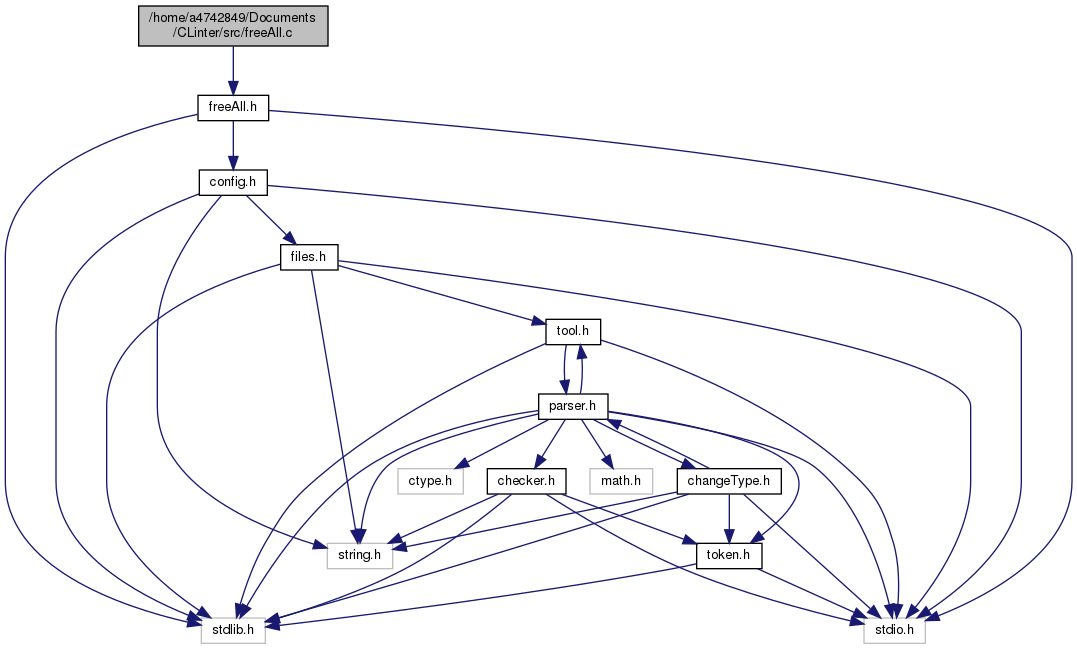 /home/a4742849/Documents
/CLinter/src/freeAll.c
freeAll.h
config.h
files.h
tool.h
parser.h
ctype.h
checker.h
math.h
changeType.h
string.h
token.h
stdlib.h
stdio.h